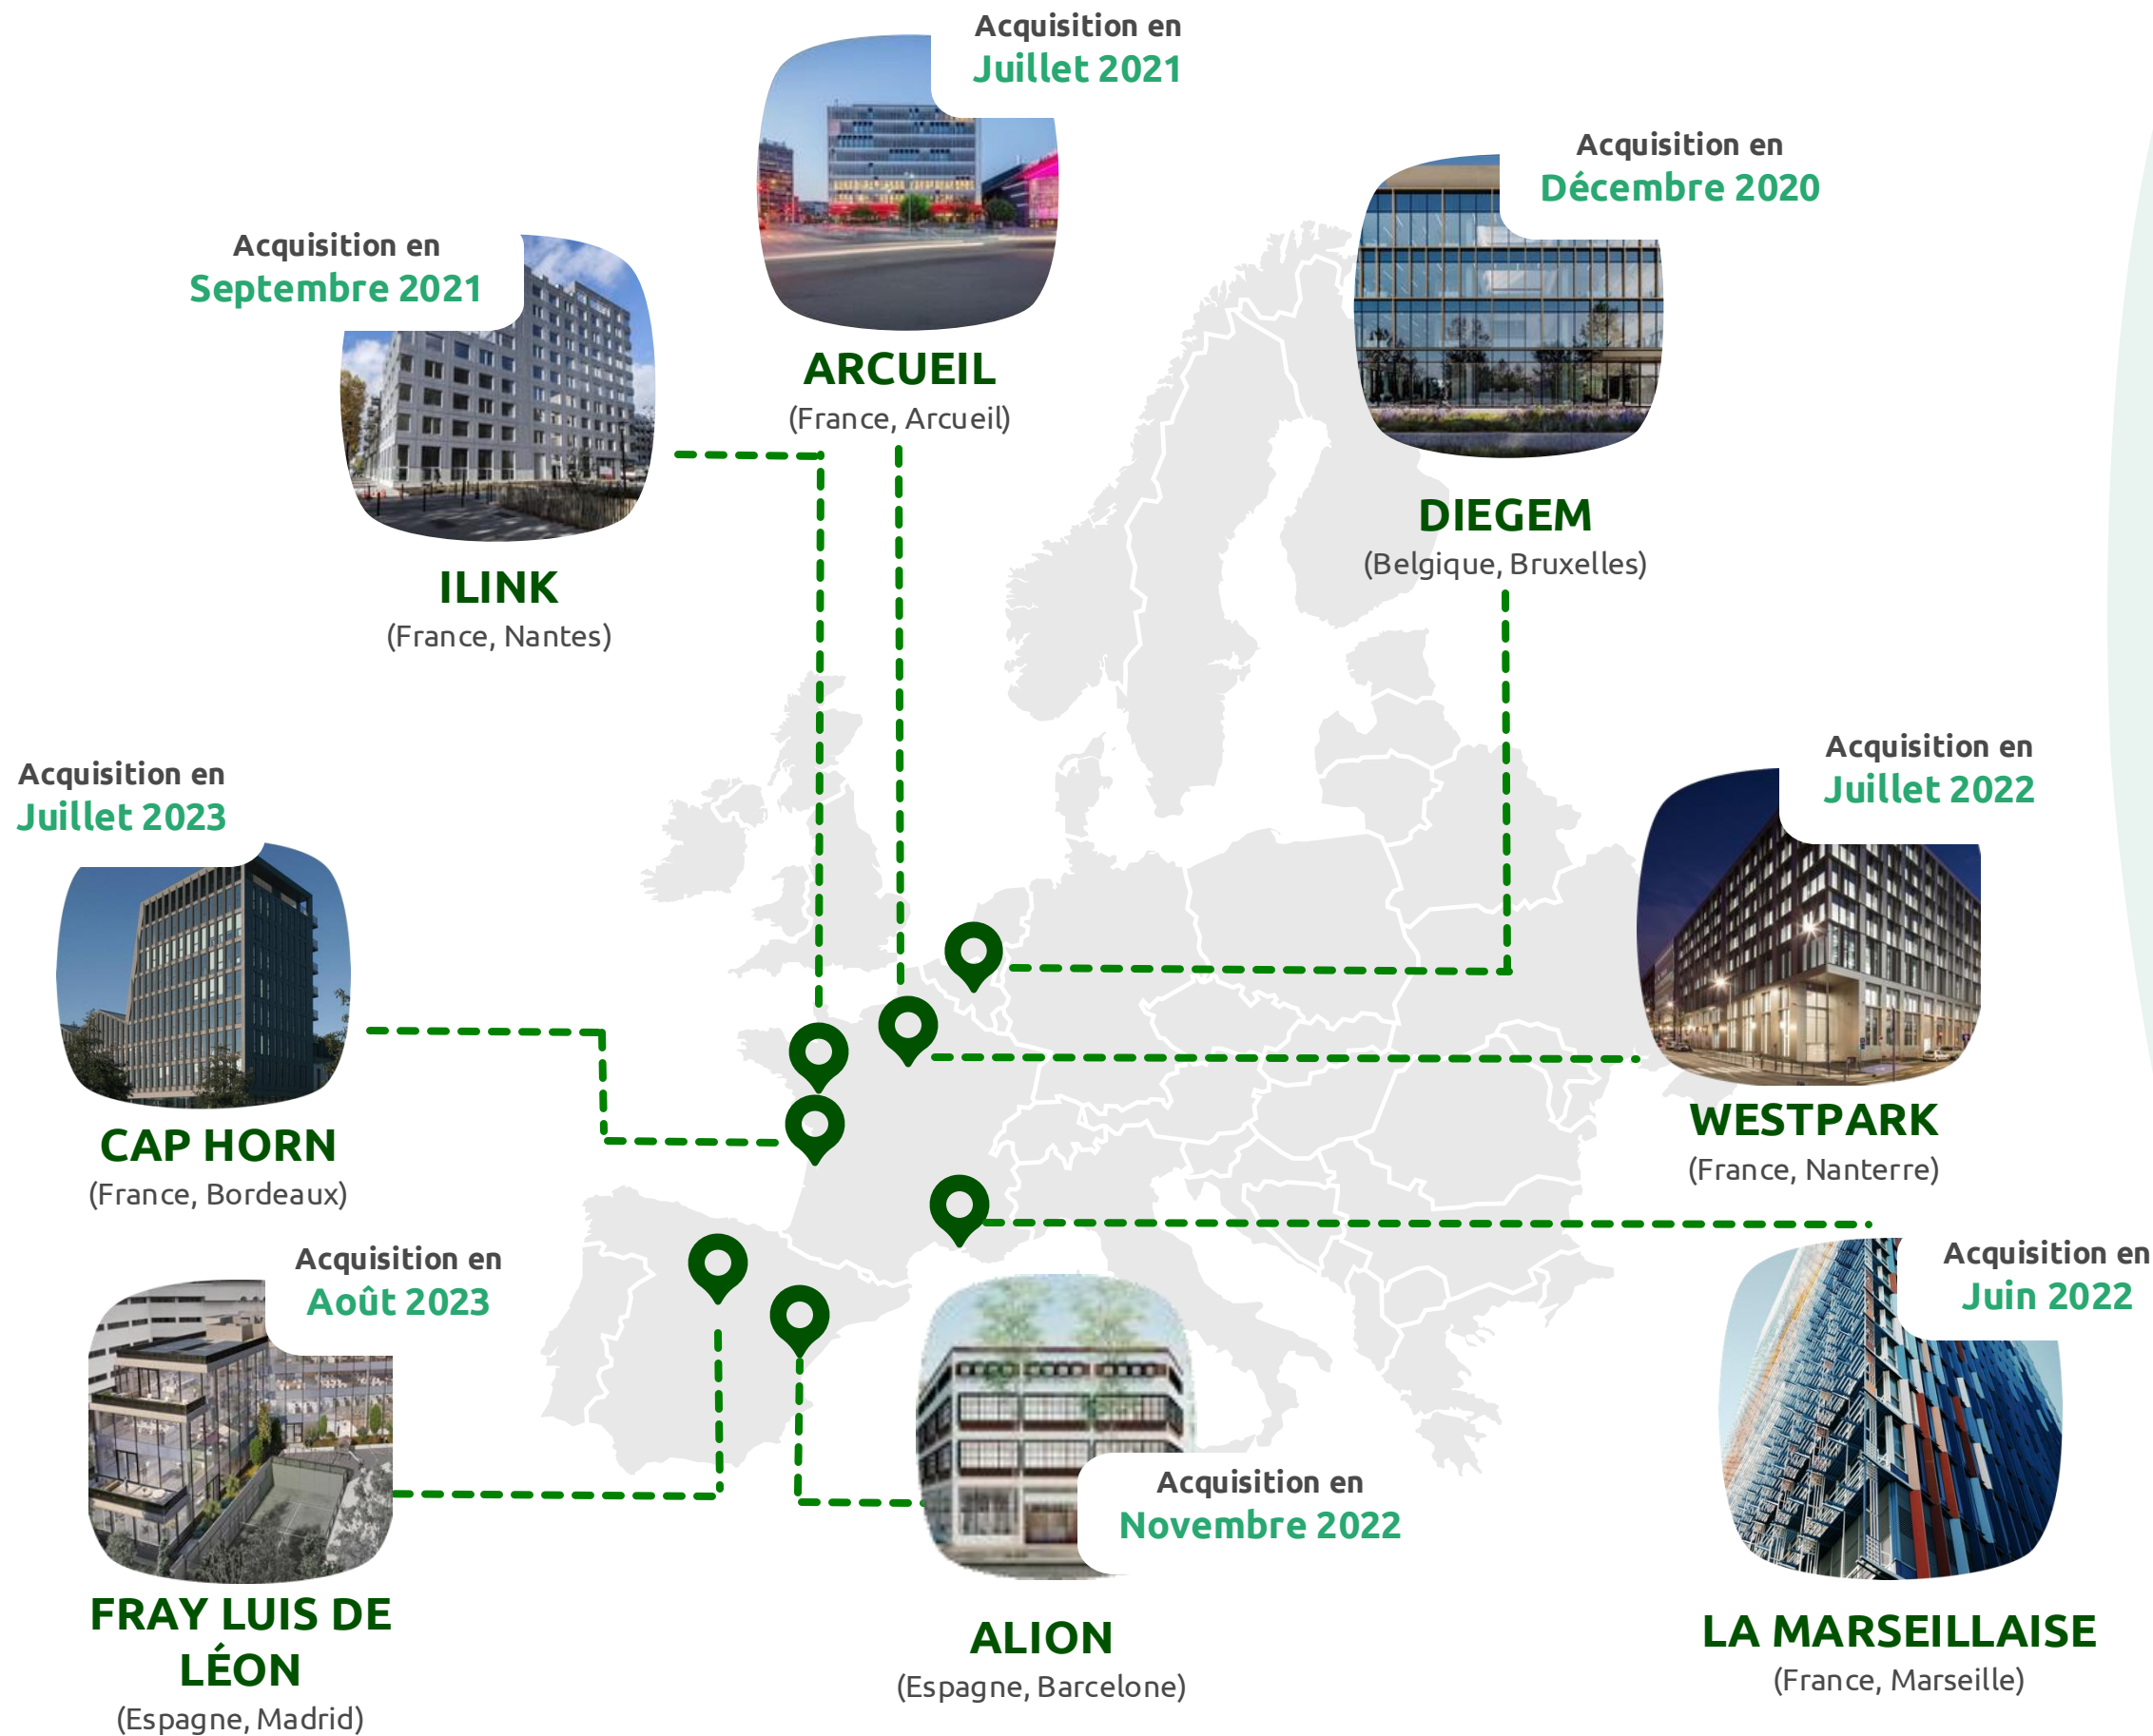 Acquisition en
Juillet 2021
ARCUEIL
(France, Arcueil)
Acquisition en
Décembre 2020
DIEGEM
(Belgique, Bruxelles)
Acquisition en
Septembre 2021
ILINK
(France, Nantes)
Acquisition en
Juillet 2023
CAP HORN
(France, Bordeaux)
Acquisition en
Juillet 2022
WESTPARK
(France, Nanterre)
Acquisition en
Août 2023
FRAY LUIS DE
LÉON
(Espagne, Madrid)
Acquisition en
Novembre 2022
ALION
(Espagne, Barcelone)
Acquisition en
Juin 2022
LA MARSEILLAISE
(France, Marseille)